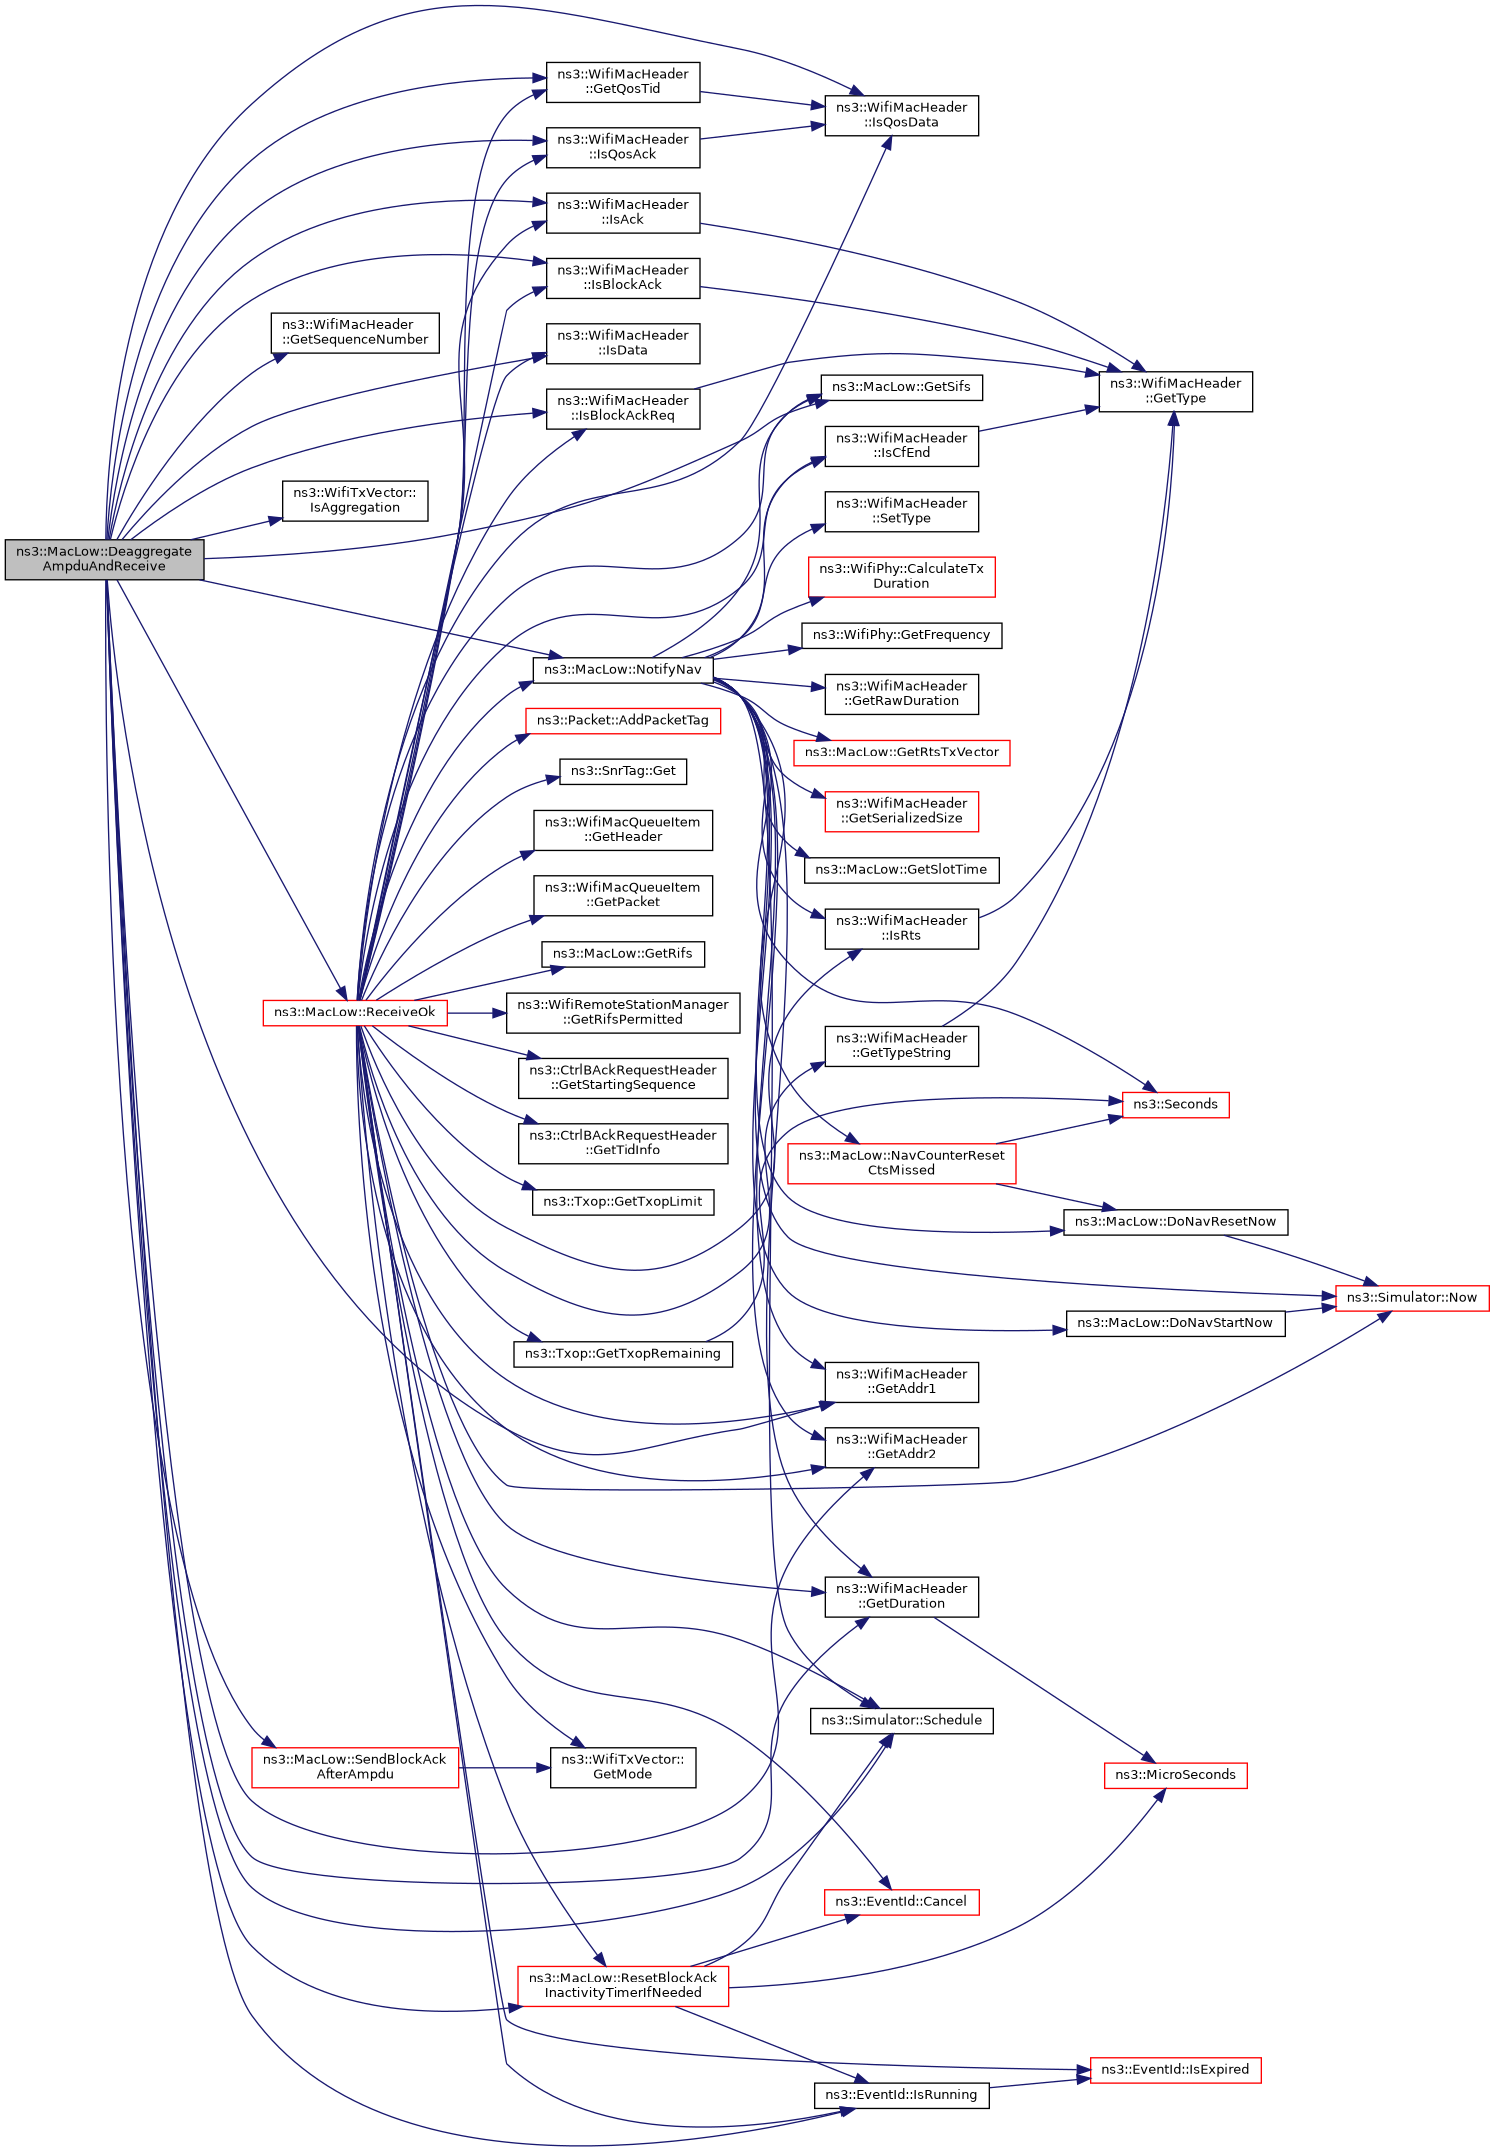 ns3::WifiMacHeader
::GetQosTid
ns3::WifiMacHeader
::IsQosData
ns3::WifiMacHeader
::IsQosAck
ns3::WifiMacHeader
::IsAck
ns3::WifiMacHeader
::IsBlockAck
ns3::WifiMacHeader
::GetSequenceNumber
ns3::WifiMacHeader
::IsData
ns3::WifiMacHeader
::GetType
ns3::MacLow::GetSifs
ns3::WifiMacHeader
::IsBlockAckReq
ns3::WifiMacHeader
::IsCfEnd
ns3::WifiTxVector::
IsAggregation
ns3::WifiMacHeader
::SetType
ns3::MacLow::Deaggregate
AmpduAndReceive
ns3::WifiPhy::CalculateTx
Duration
ns3::WifiPhy::GetFrequency
ns3::MacLow::NotifyNav
ns3::WifiMacHeader
::GetRawDuration
ns3::Packet::AddPacketTag
ns3::MacLow::GetRtsTxVector
ns3::SnrTag::Get
ns3::WifiMacHeader
::GetSerializedSize
ns3::WifiMacQueueItem
::GetHeader
ns3::MacLow::GetSlotTime
ns3::WifiMacQueueItem
::GetPacket
ns3::WifiMacHeader
::IsRts
ns3::MacLow::GetRifs
ns3::MacLow::ReceiveOk
ns3::WifiRemoteStationManager
::GetRifsPermitted
ns3::WifiMacHeader
::GetTypeString
ns3::CtrlBAckRequestHeader
::GetStartingSequence
ns3::Seconds
ns3::CtrlBAckRequestHeader
::GetTidInfo
ns3::MacLow::NavCounterReset
CtsMissed
ns3::Txop::GetTxopLimit
ns3::MacLow::DoNavResetNow
ns3::Simulator::Now
ns3::MacLow::DoNavStartNow
ns3::Txop::GetTxopRemaining
ns3::WifiMacHeader
::GetAddr1
ns3::WifiMacHeader
::GetAddr2
ns3::WifiMacHeader
::GetDuration
ns3::Simulator::Schedule
ns3::MacLow::SendBlockAck
AfterAmpdu
ns3::WifiTxVector::
GetMode
ns3::MicroSeconds
ns3::EventId::Cancel
ns3::MacLow::ResetBlockAck
InactivityTimerIfNeeded
ns3::EventId::IsExpired
ns3::EventId::IsRunning